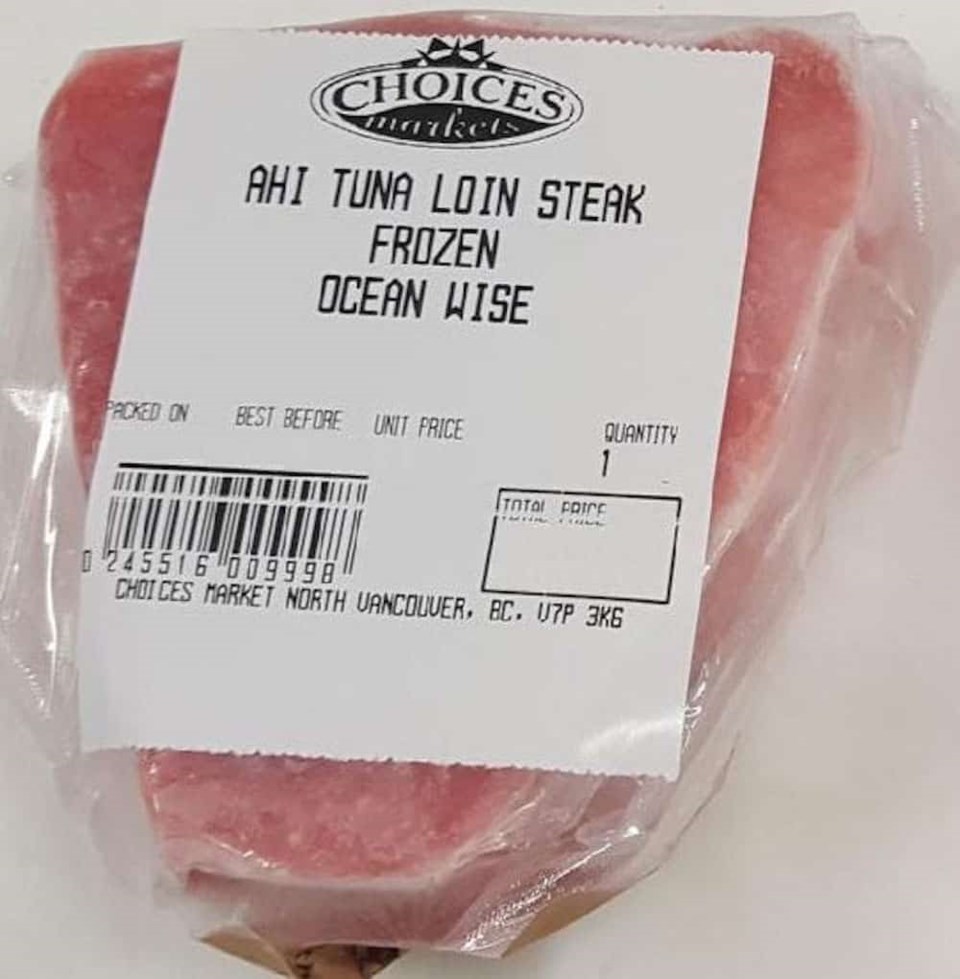 CHOICES
markets
AHI TUNA LOIN STEAK
FROZEN
OCEAN WISE
PACKED ON BEST BEFORE UNIT PRICE QUANTITY
1
TOTAL PRICE
0 245516 009998
CHOICES MARKET NORTH VANCOUVER, BC. V7P 3K6